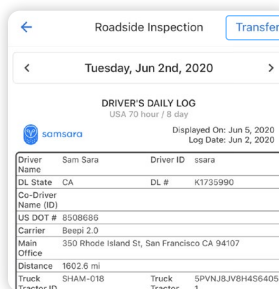 Roadside Inspection
Transfer
Tuesday, Jun 2nd, 2020
DRIVER'S DAILY LOG
USA 70 hour / 8 day
samsara
Displayed On: Jun 5, 2020
Log Date: Jun 2, 2020
Driver Name Sam Sara Driver ID ssara
DL State CA DL # K1735990
Co-Driver Name (ID)
US DOT # 8508686
Carrier Beepi 2.0
Main Office 350 Rhode Island St, San Francisco CA 94107
Distance 1602.6 mi
Truck Tractor ID SHAM-018 Truck Tractor 5PVNJ8JV8H4S6405 1